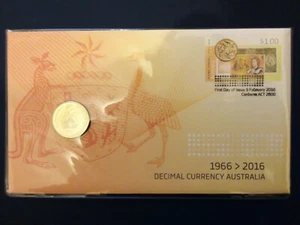 $1.00
First Day of Issue 9 February 2016
Canberra ACT 2600
1966 > 2016
DECIMAL CURRENCY AUSTRALIA